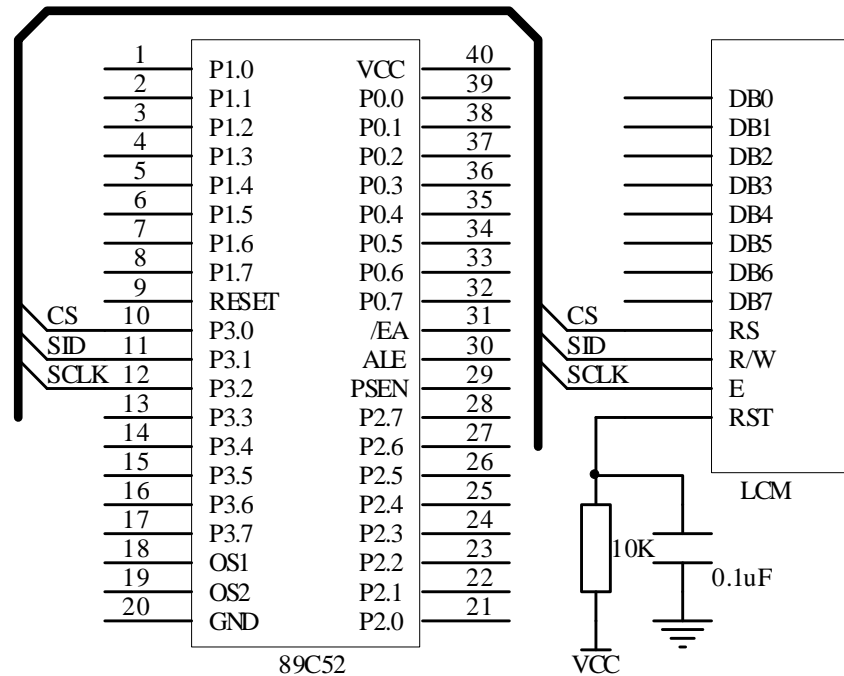 1 P1.0 VCC 40
2 P1.1 P0.0 39 DB0
3 P1.2 P0.1 38 DB1
4 P1.3 P0.2 37 DB2
5 P1.4 P0.3 36 DB3
6 P1.5 P0.4 35 DB4
7 P1.6 P0.5 34 DB5
8 P1.7 P0.6 33 DB6
9 RESET P0.7 32 DB7
CS 10 P3.0 /EA 31 CS RS
SID 11 P3.1 ALE 30 SID R/W
SCLK 12 P3.2 PSEN 29 SCLK E
13 P3.3 P2.7 28 RST
14 P3.4 P2.6 27
15 P3.5 P2.5 26
LCM
16 P3.6 P2.4 25
17 P3.7 P2.3 24
18 OS1 P2.2 23 10K
19 OS2 P2.1 22 0.1uF
20 GND P2.0 21
89C52 VCC